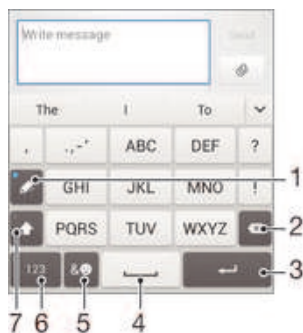 Write message
Send
The I To
, .,-' ABC DEF ?
GHI JKL MNO ! 1
PQRS TUV WXYZ 2
123 &☻ 3
7 6 5 4